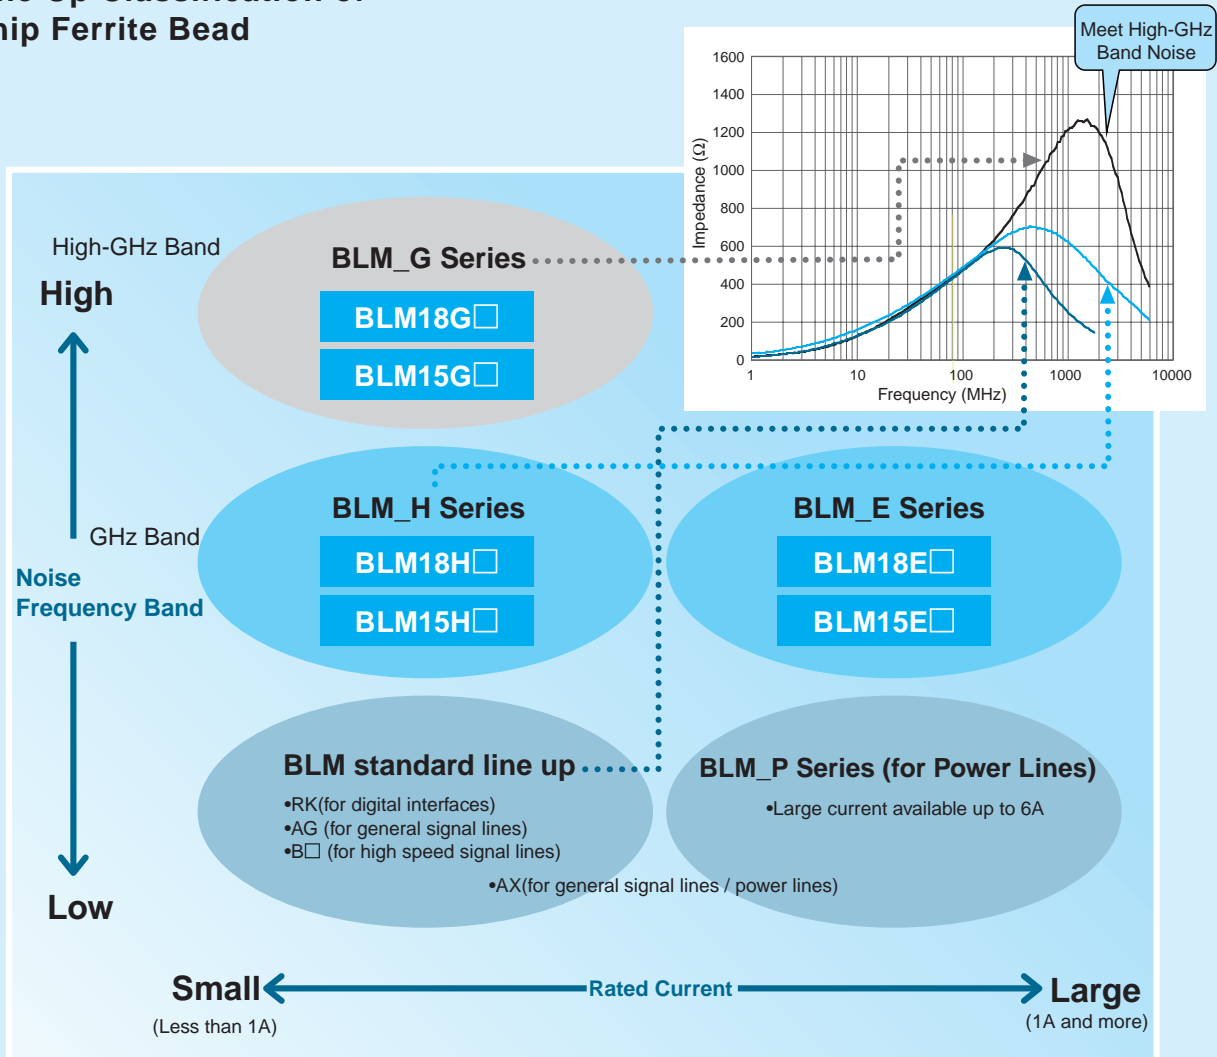 hip Ferrite Bead
Meet High-GHz
Band Noise
1600
1400
1200
1000
800
600
400
200
0
Impedance (Ω)
1
10
100
1000
10000
Frequency (MHz)
High-GHz Band
High
BLM_G Series
BLM18G□
BLM15G□
BLM_H Series
BLM18H□
BLM15H□
BLM_E Series
BLM18E□
BLM15E□
GHz Band
Noise
Frequency Band
BLM standard line up
•RK(for digital interfaces)
•AG (for general signal lines)
•B□ (for high speed signal lines)
BLM_P Series (for Power Lines)
•Large current available up to 6A
•AX(for general signal lines / power lines)
Low
Small
(Less than 1A)
Rated Current
Large
(1A and more)